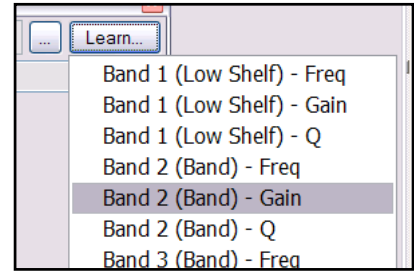 ... Learn...
Band 1 (Low Shelf) - Freq
Band 1 (Low Shelf) - Gain
Band 1 (Low Shelf) - Q
Band 2 (Band) - Freq
Band 2 (Band) - Gain
Band 2 (Band) - Q
Band 3 (Band) - Freq